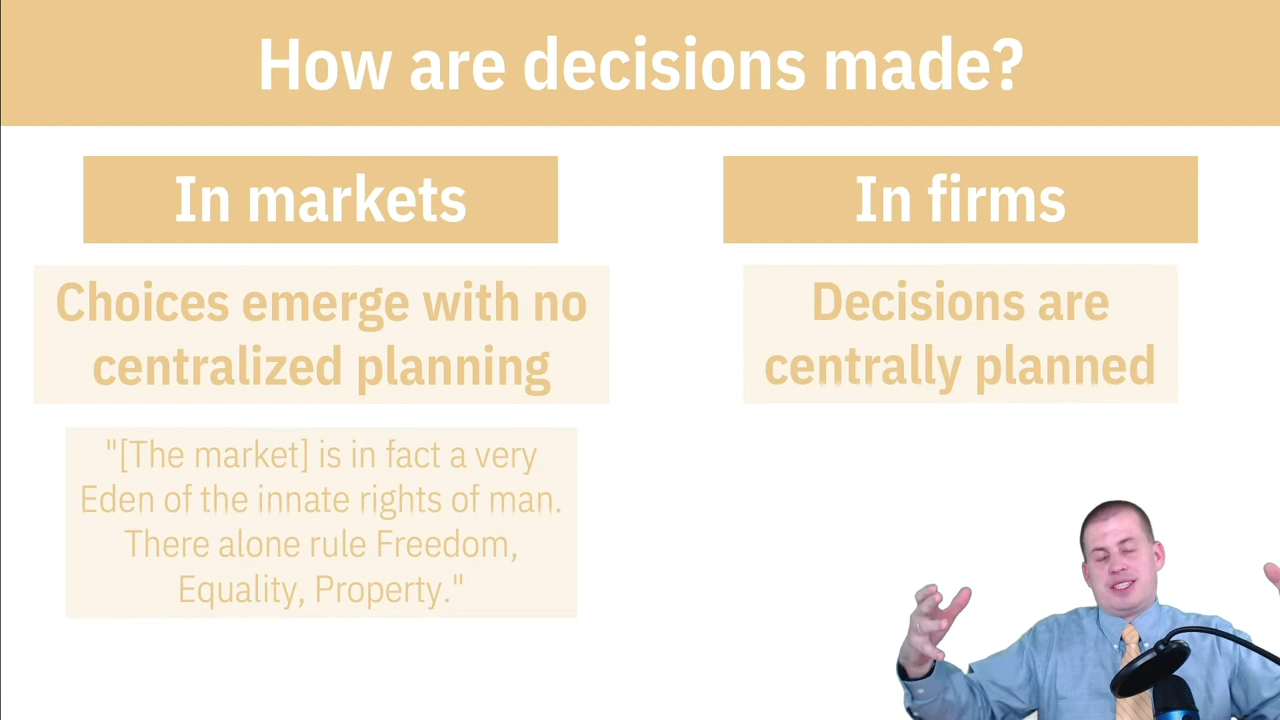 How are decisions made?
In markets
Choices emerge with no
centralized planning
"[The market] is in fact a very
Eden of the innate rights of man.
There alone rule Freedom,
Equality, Property."
In firms
Decisions are
centrally planned